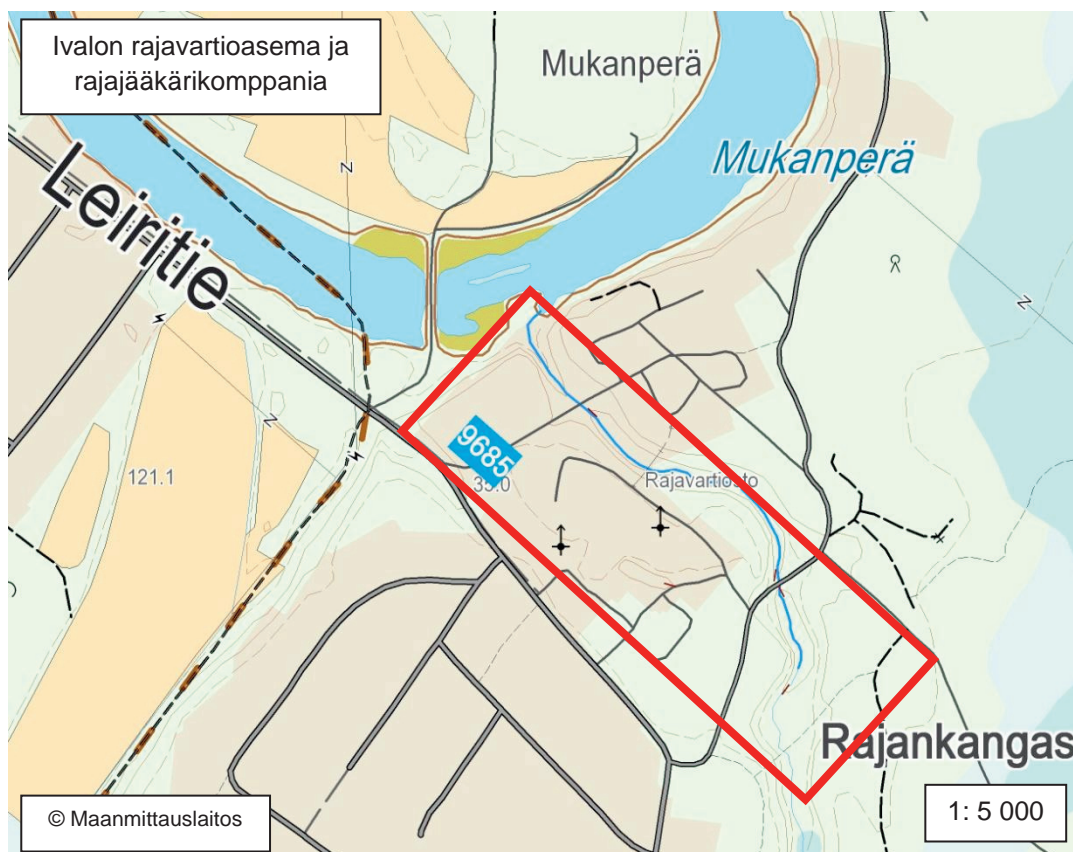 Ivalon rajavartioasema ja
rajajääkärikomppania
Mukanperä
Mukanperä
Leiritie
9685
121.1
Rajavartiosto
Rajankangas
© Maanmittauslaitos
1: 5 000